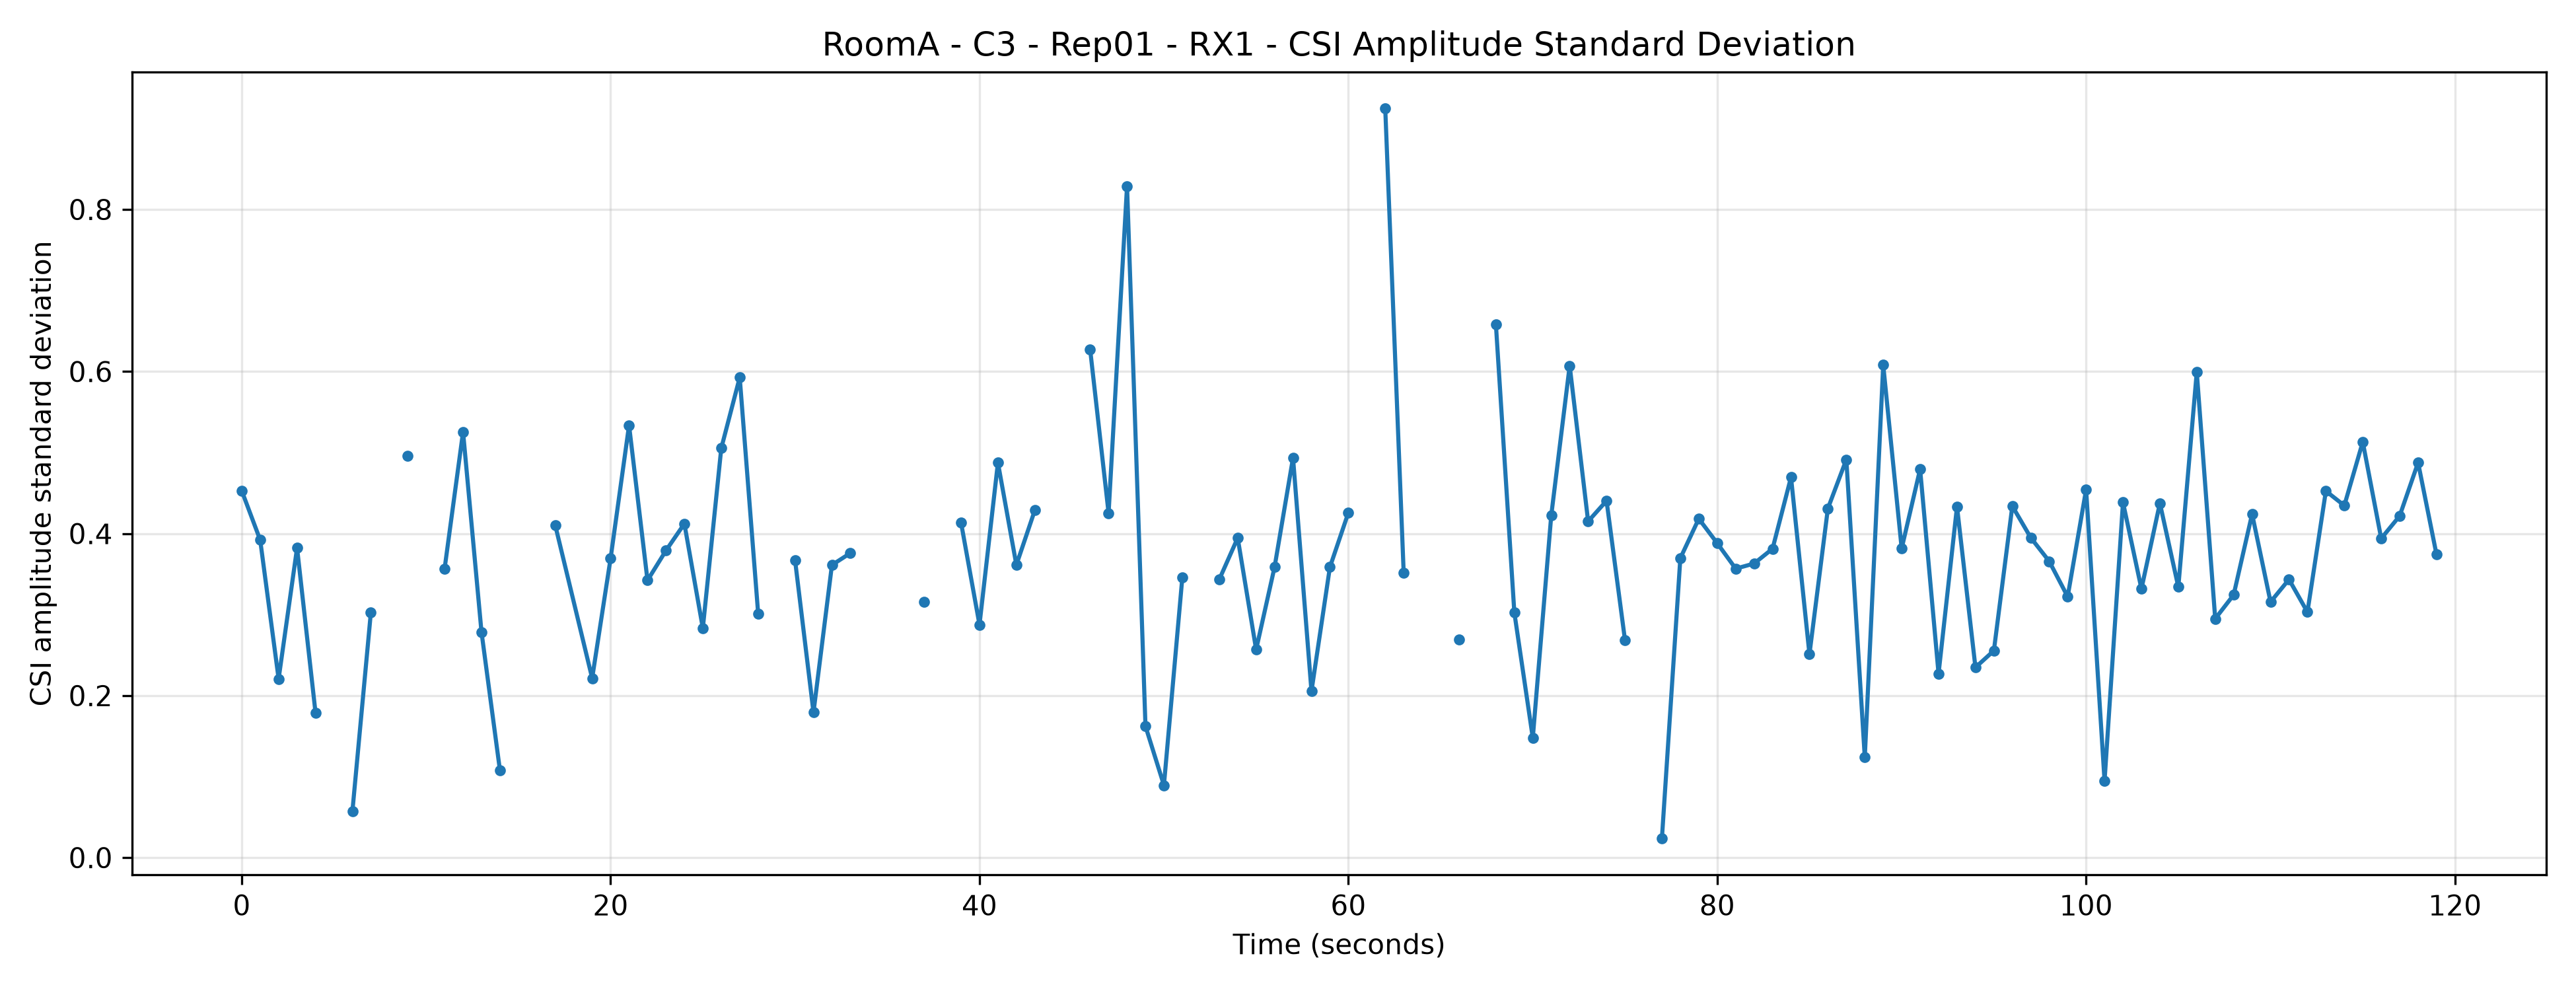 RoomA - C3 - Rep01 - RX1 - CSI Amplitude Standard Deviation
CSI amplitude standard deviation
0.8
0.6
0.4
0.2
0.0
0 20 40 60 80 100 120
Time (seconds)